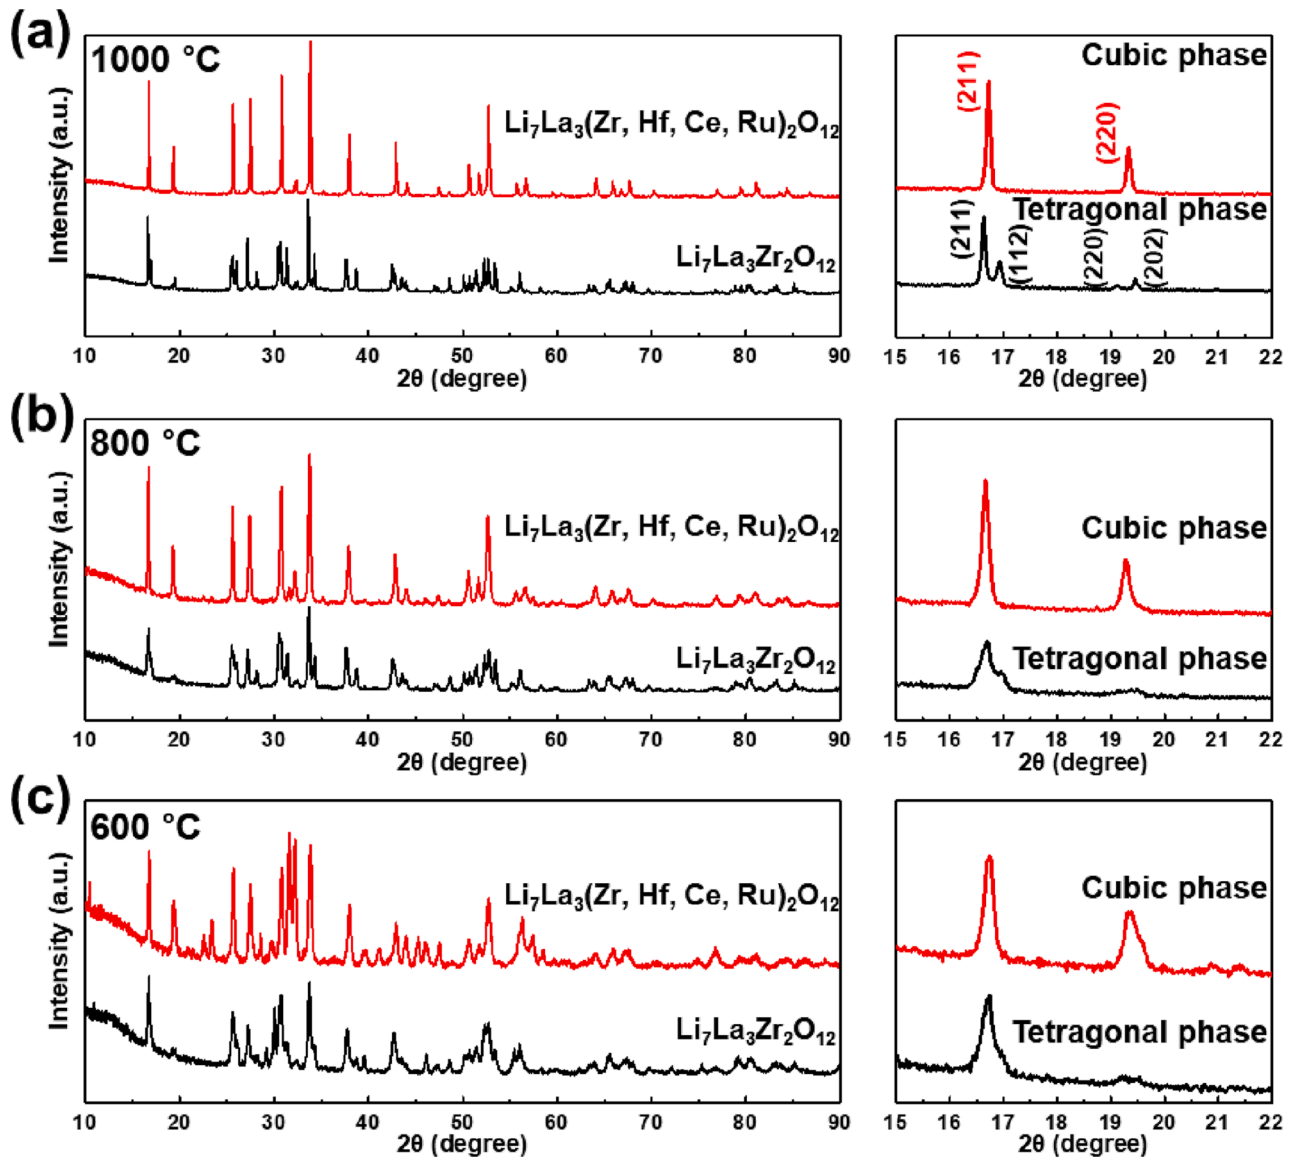 (a)
1000 °C
Li₇La₃(Zr, Hf, Ce, Ru)₂O₁₂
Li₇La₃Zr₂O₁₂
Intensity (a.u.)
10 20 30 40 50 60 70 80 90
2θ (degree)
Cubic phase
(211)
(220)
Tetragonal phase
(211)
(112)
(220)
(202)
15 16 17 18 19 20 21 22
2θ (degree)
(b)
800 °C
Li₇La₃(Zr, Hf, Ce, Ru)₂O₁₂
Li₇La₃Zr₂O₁₂
Intensity (a.u.)
10 20 30 40 50 60 70 80 90
2θ (degree)
Cubic phase
Tetragonal phase
15 16 17 18 19 20 21 22
2θ (degree)
(c)
600 °C
Li₇La₃(Zr, Hf, Ce, Ru)₂O₁₂
Li₇La₃Zr₂O₁₂
Intensity (a.u.)
10 20 30 40 50 60 70 80 90
2θ (degree)
Cubic phase
Tetragonal phase
15 16 17 18 19 20 21 22
2θ (degree)